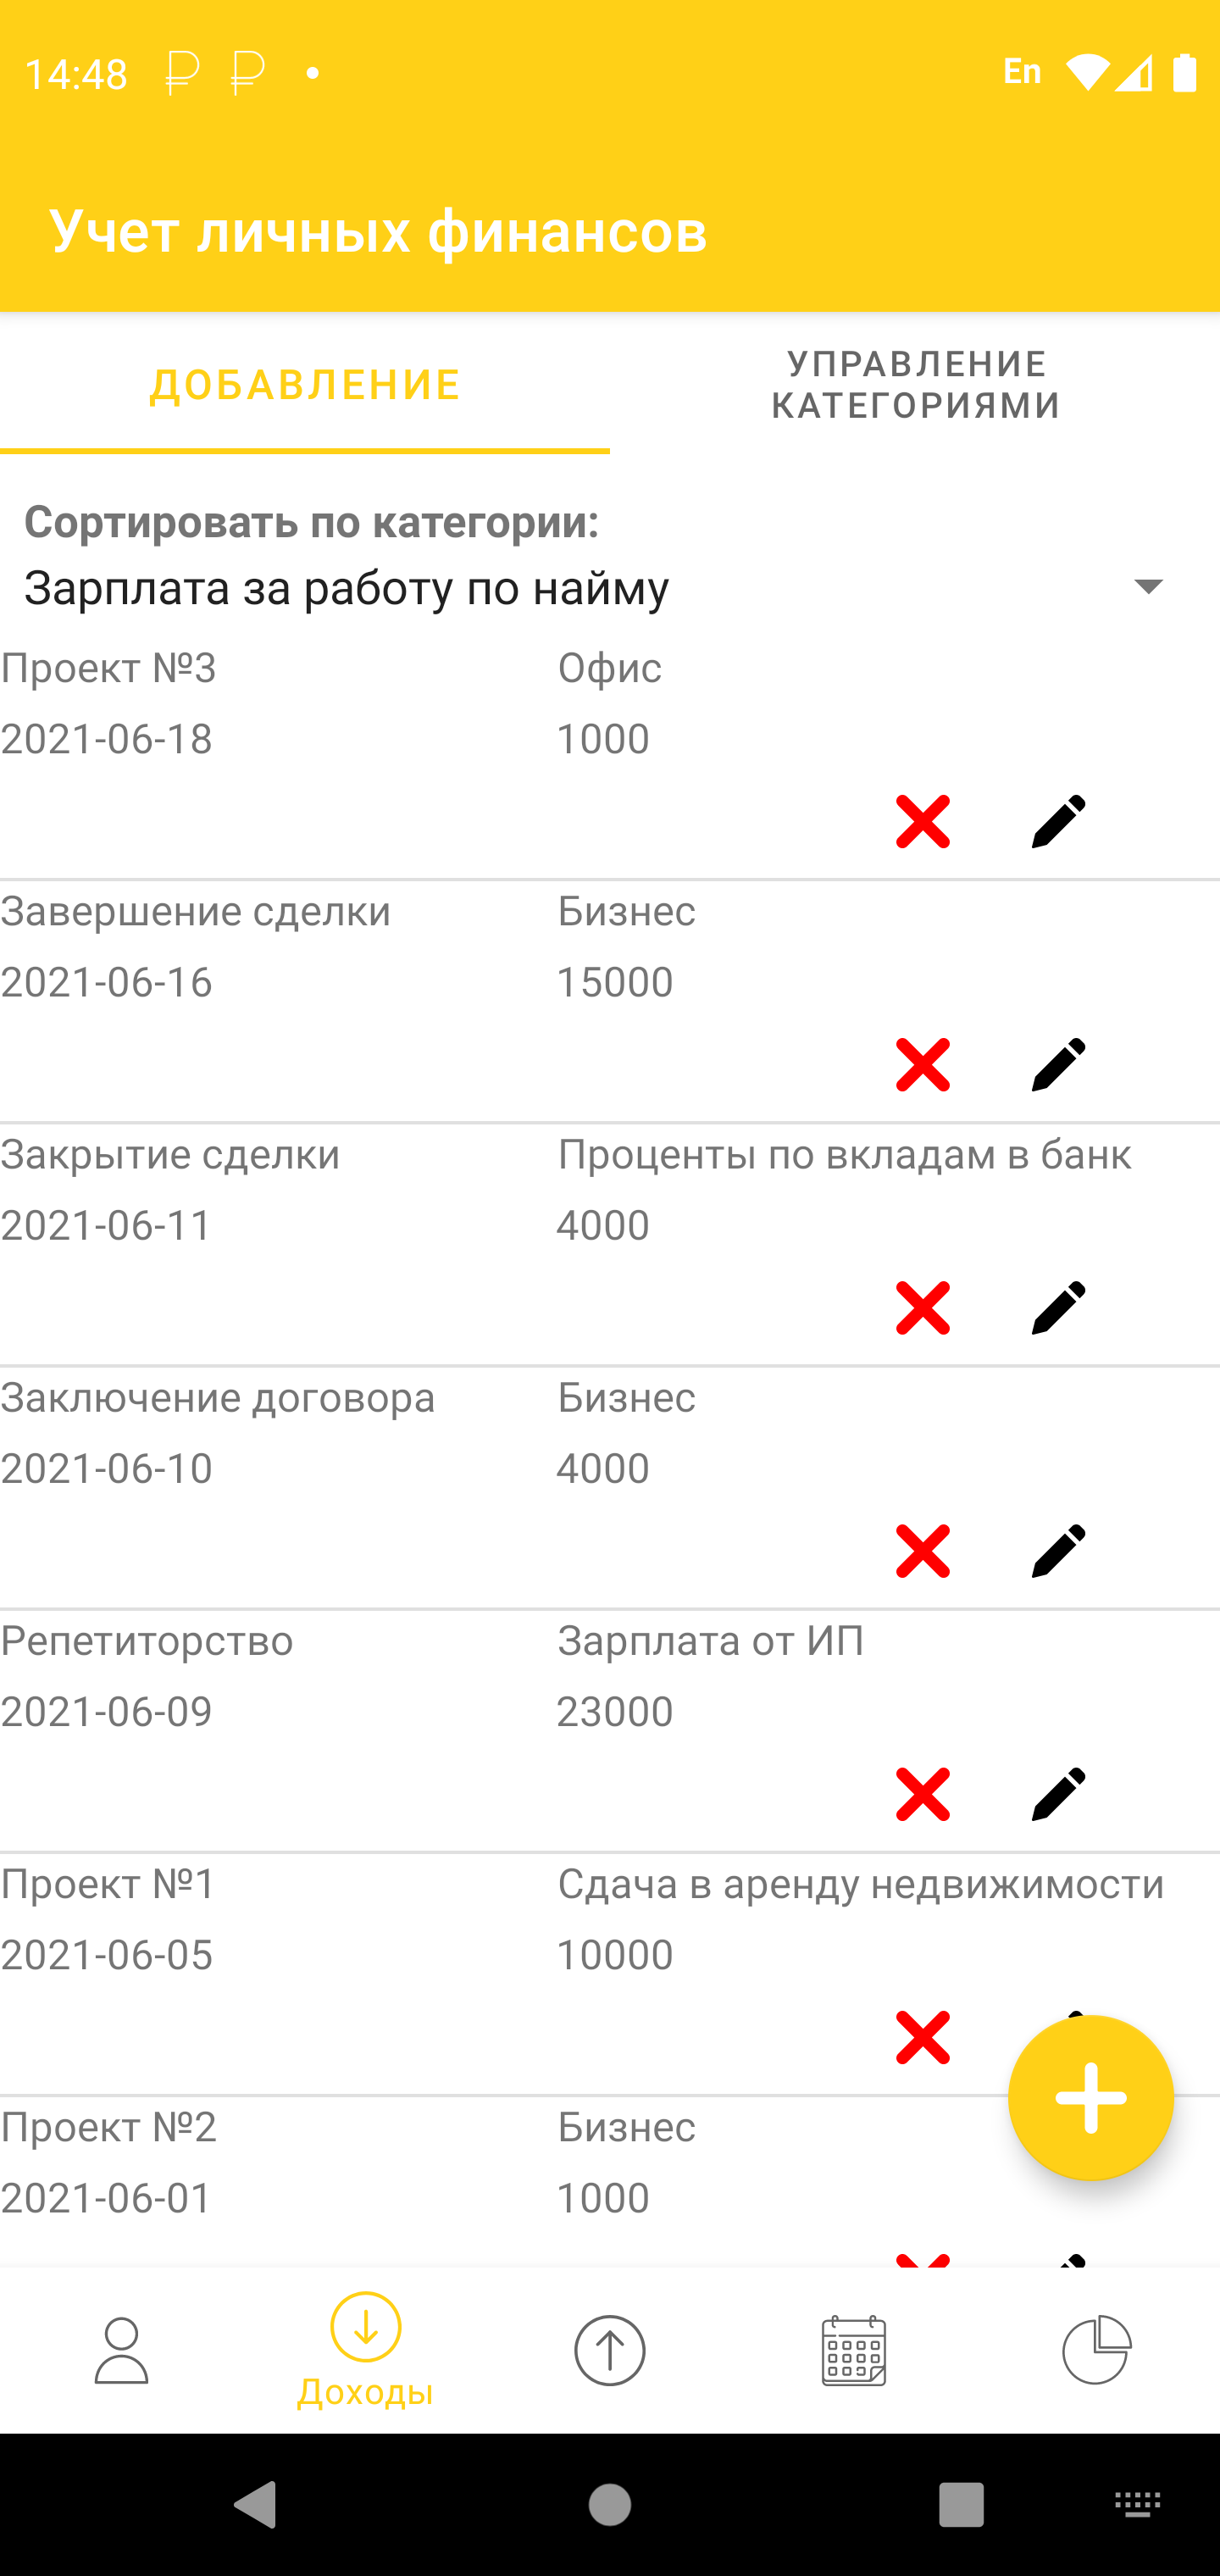 14:48 ₽ ₽ • En
Учет личных финансов
ДОБАВЛЕНИЕ
УПРАВЛЕНИЕ
КАТЕГОРИЯМИ
Сортировать по категории:
Зарплата за работу по найму
Проект №3 Офис
2021-06-18 1000
Завершение сделки Бизнес
2021-06-16 15000
Закрытие сделки Проценты по вкладам в банк
2021-06-11 4000
Заключение договора Бизнес
2021-06-10 4000
Репетиторство Зарплата от ИП
2021-06-09 23000
Проект №1 Сдача в аренду недвижимости
2021-06-05 10000
Проект №2 Бизнес
2021-06-01 1000
Доходы